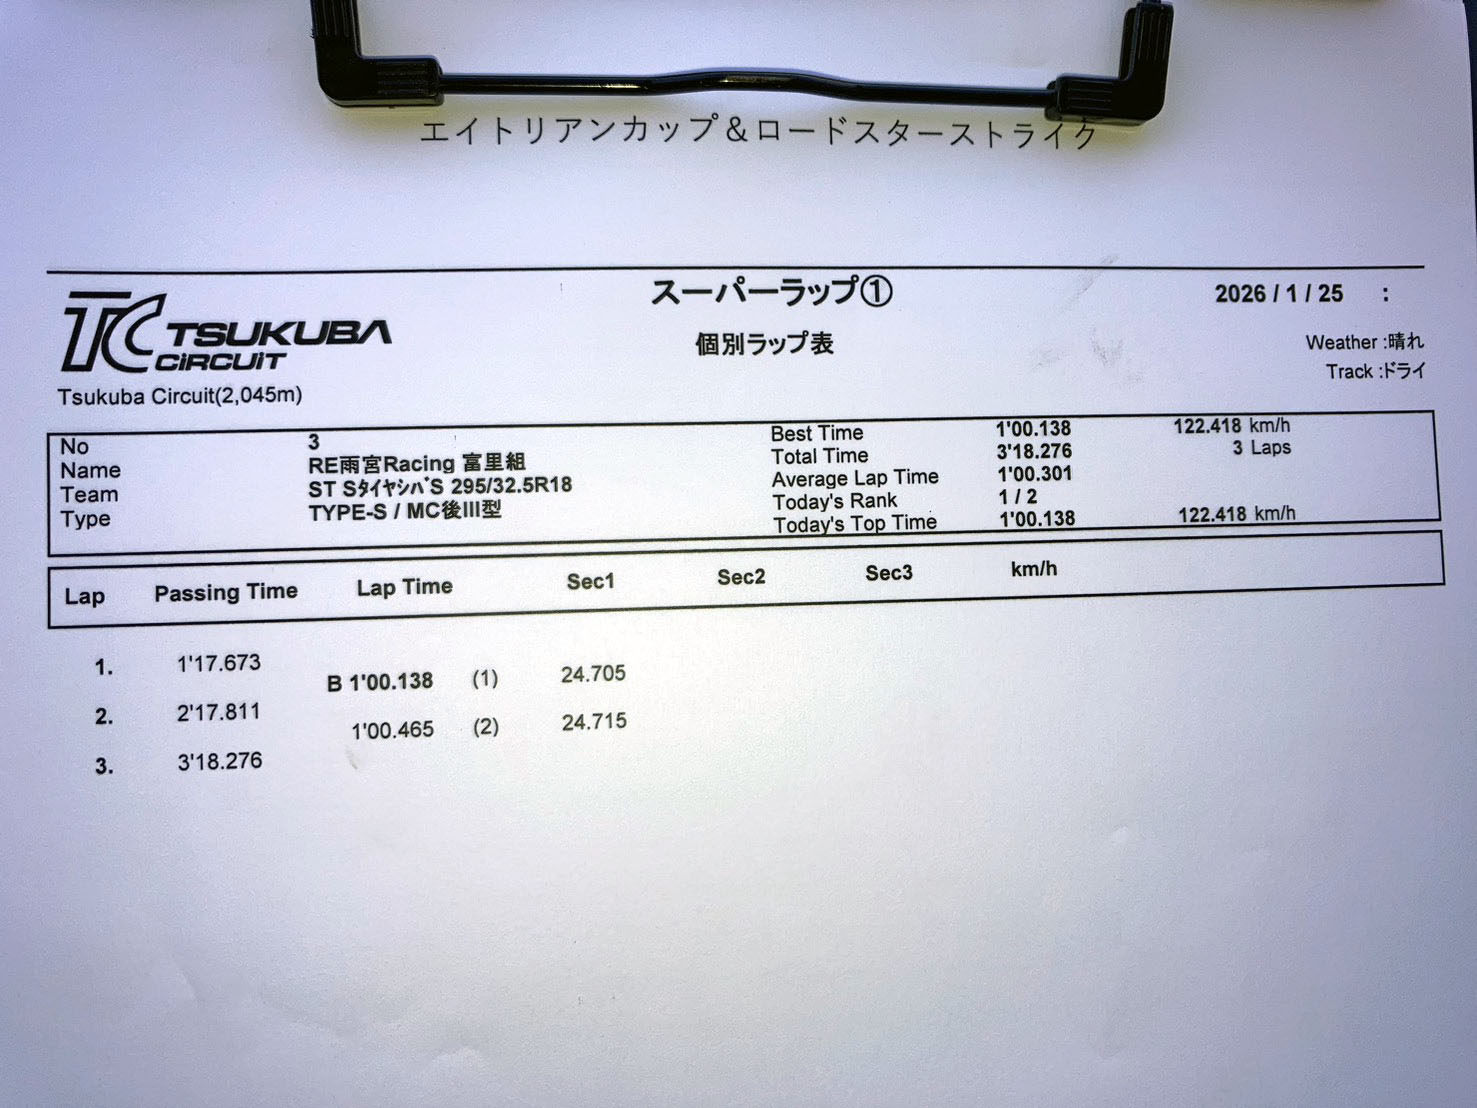 エイトリアンカップ＆ロードスターストライク
スーパーラップ①
2026 / 1 / 25 :
TC TSUKUBA CiRCUiT
個別ラップ表
Weather :晴れ
Track :ドライ
Tsukuba Circuit(2,045m)
No 3
Name RE雨宮Racing 富里組
Team ST SﾀｲﾔｼﾊﾞS 295/32.5R18
Type TYPE-S / MC後III型
Best Time 1'00.138 122.418 km/h
Total Time 3'18.276 3 Laps
Average Lap Time 1'00.301
Today's Rank 1 / 2
Today's Top Time 1'00.138 122.418 km/h
Lap Passing Time Lap Time Sec1 Sec2 Sec3 km/h
1. 1'17.673
B 1'00.138 (1) 24.705
2. 2'17.811
1'00.465 (2) 24.715
3. 3'18.276